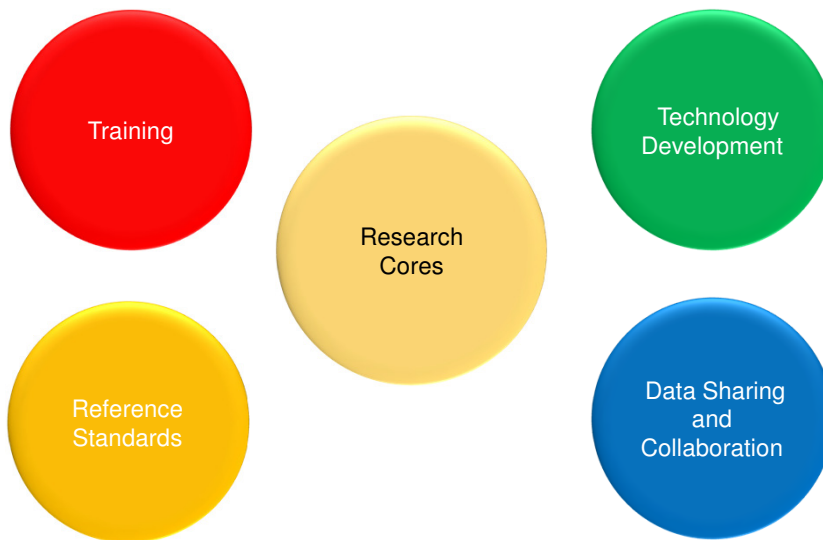 Training
Technology
Development
Research
Cores
Reference
Standards
Data Sharing
and
Collaboration